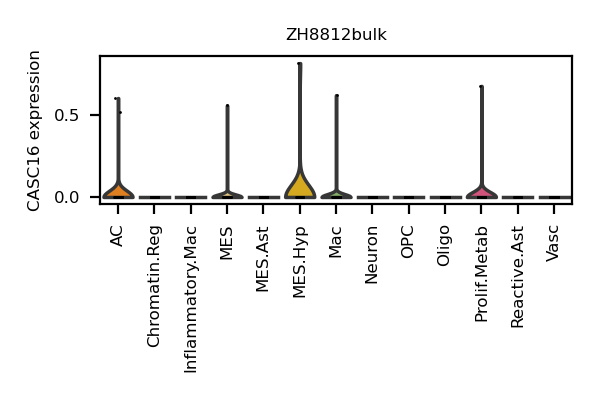 ZH8812bulk
CASC16 expression
0.5
0.0
AC
Chromatin.Reg
Inflammatory.Mac
MES
MES.Ast
MES.Hyp
Mac
Neuron
OPC
Oligo
Prolif.Metab
Reactive.Ast
Vasc